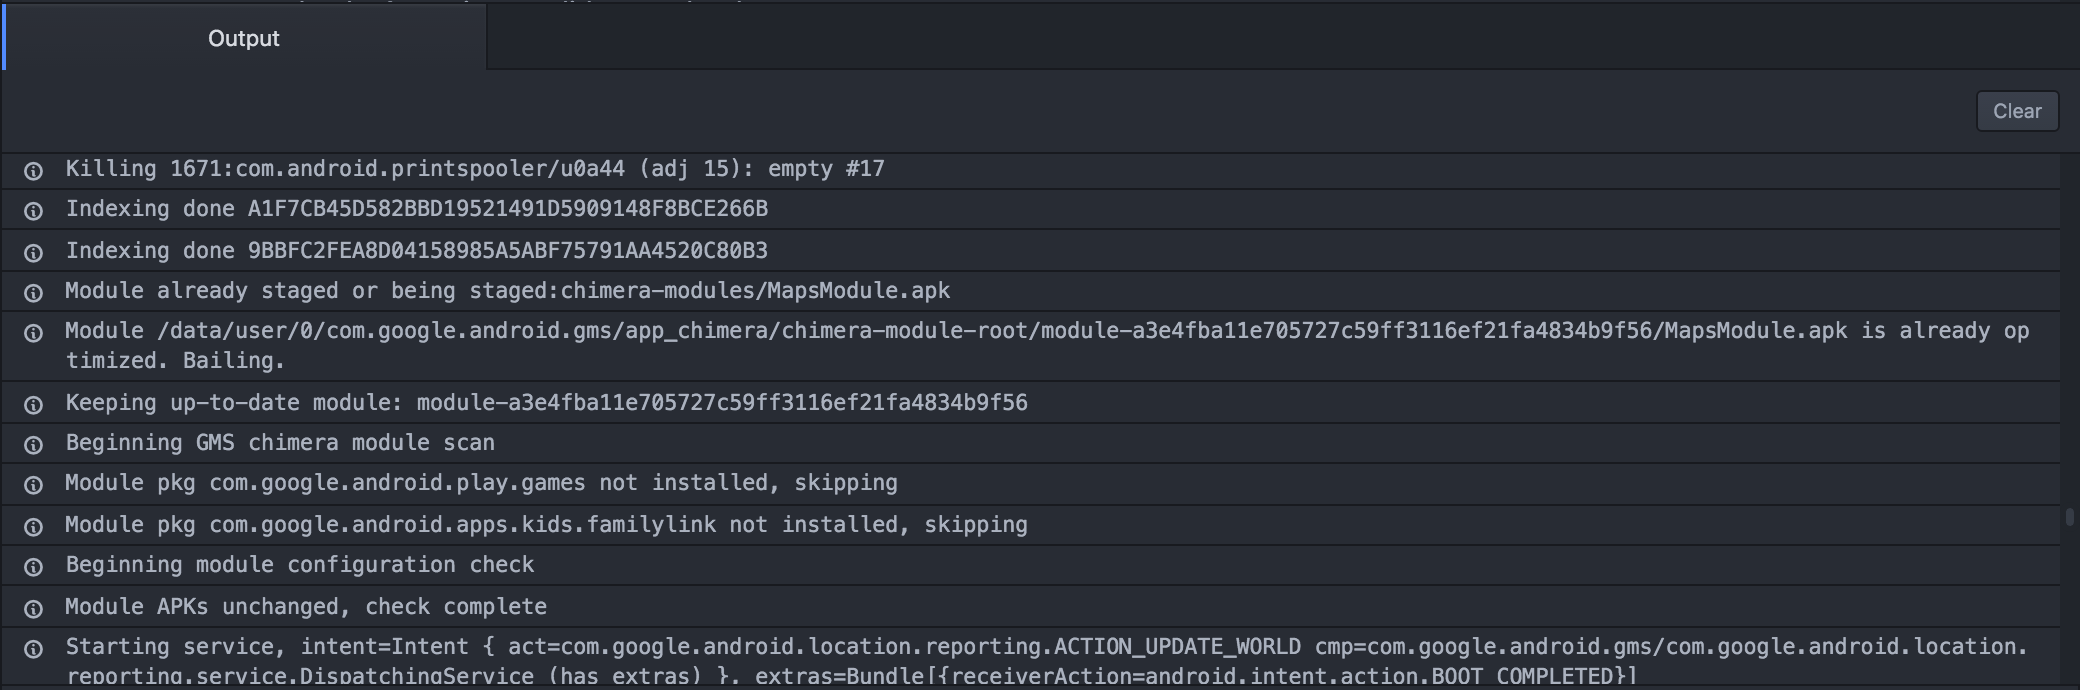 Output
Clear
Killing 1671:com.android.printspooler/u0a44 (adj 15): empty #17
Indexing done A1F7CB45D582BBD19521491D5909148F8BCE266B
Indexing done 9BBFC2FEA8D04158985A5ABF75791AA4520C80B3
Module already staged or being staged:chimera-modules/MapsModule.apk
Module /data/user/0/com.google.android.gms/app_chimera/chimera-module-root/module-a3e4fba11e705727c59ff3116ef21fa4834b9f56/MapsModule.apk is already op
timized. Bailing.
Keeping up-to-date module: module-a3e4fba11e705727c59ff3116ef21fa4834b9f56
Beginning GMS chimera module scan
Module pkg com.google.android.play.games not installed, skipping
Module pkg com.google.android.apps.kids.familylink not installed, skipping
Beginning module configuration check
Module APKs unchanged, check complete
Starting service, intent=Intent { act=com.google.android.location.reporting.ACTION_UPDATE_WORLD cmp=com.google.android.gms/com.google.android.location.
reporting.service.DispatchingService (has extras) }, extras=Bundle[{receiverAction=android.intent.action.BOOT_COMPLETED}]